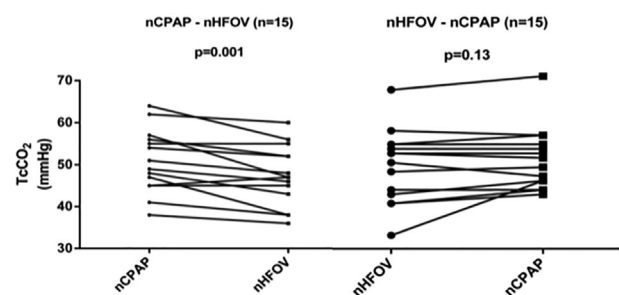 nCPAP - nHFOV (n=15)
p=0.001
nHFOV - nCPAP (n=15)
p=0.13
TcCO₂
(mmHg)
70
60
50
40
30
nCPAP
nHFOV
nHFOV
nCPAP